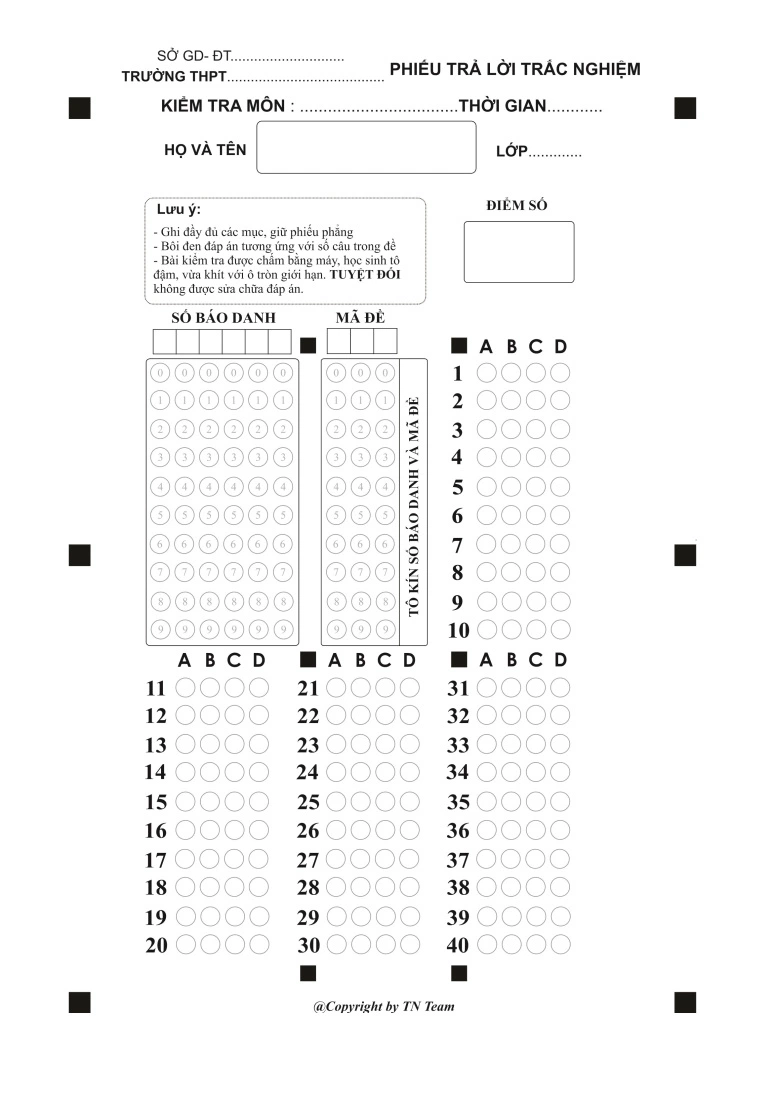 SỞ GD- ĐT.............................
TRƯỜNG THPT........................................
PHIẾU TRẢ LỜI TRẮC NGHIỆM
KIỂM TRA MÔN : ..................................THỜI GIAN............
HỌ VÀ TÊN
LỚP.............
Lưu ý:
- Ghi đầy đủ các mục, giữ phiếu phẳng
- Bôi đen đáp án tương ứng với số câu trong đề
- Bài kiểm tra được chấm bằng máy, học sinh tô
đậm, vừa khít với ô tròn giới hạn. TUYỆT ĐỐI
không được sửa chữa đáp án.
ĐIỂM SỐ
SỐ BÁO DANH
MÃ ĐỀ
0 0 0 0 0 0 0 0 0
1 1 1 1 1 1 1 1 1
2 2 2 2 2 2 2 2 2
3 3 3 3 3 3 3 3 3
4 4 4 4 4 4 4 4 4
5 5 5 5 5 5 5 5 5
6 6 6 6 6 6 6 6 6
7 7 7 7 7 7 7 7 7
8 8 8 8 8 8 8 8 8
9 9 9 9 9 9 9 9 9
TÔ KÍN SỐ BÁO DANH VÀ MÃ ĐỀ
A B C D
1
2
3
4
5
6
7
8
9
10
A B C D
11
12
13
14
15
16
17
18
19
20
A B C D
21
22
23
24
25
26
27
28
29
30
A B C D
31
32
33
34
35
36
37
38
39
40
@Copyright by TN Team